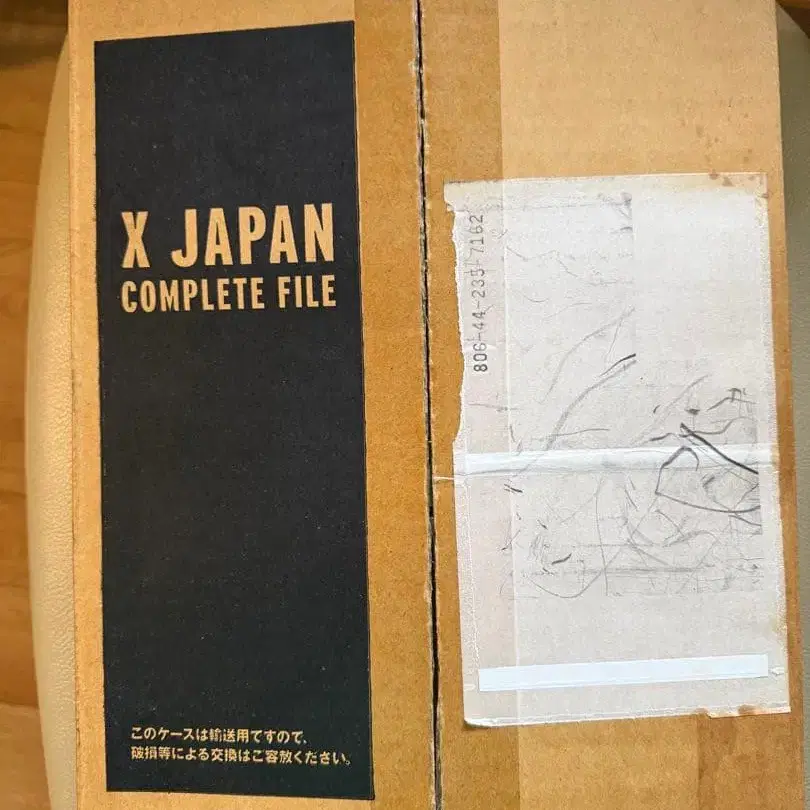 X JAPAN
COMPLETE FILE
このケースは輸送用ですので、
破損等による交換はご容赦ください。
806-44-235-7162